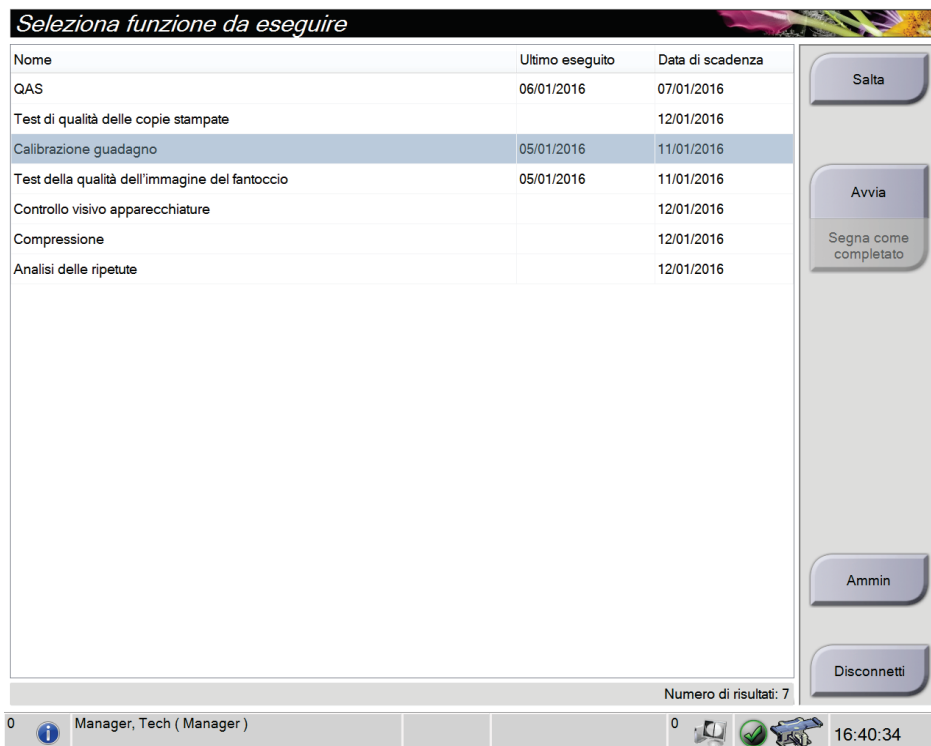 Seleziona funzione da eseguire
Nome Ultimo eseguito Data di scadenza
QAS 06/01/2016 07/01/2016
Test di qualità delle copie stampate 12/01/2016
Calibrazione guadagno 05/01/2016 11/01/2016
Test della qualità dell'immagine del fantoccio 05/01/2016 11/01/2016
Controllo visivo apparecchiature 12/01/2016
Compressione 12/01/2016
Analisi delle ripetute 12/01/2016
Salta
Avvia
Segna come
completato
Ammin
Disconnetti
Numero di risultati: 7
0 Manager, Tech ( Manager ) 0 16:40:34